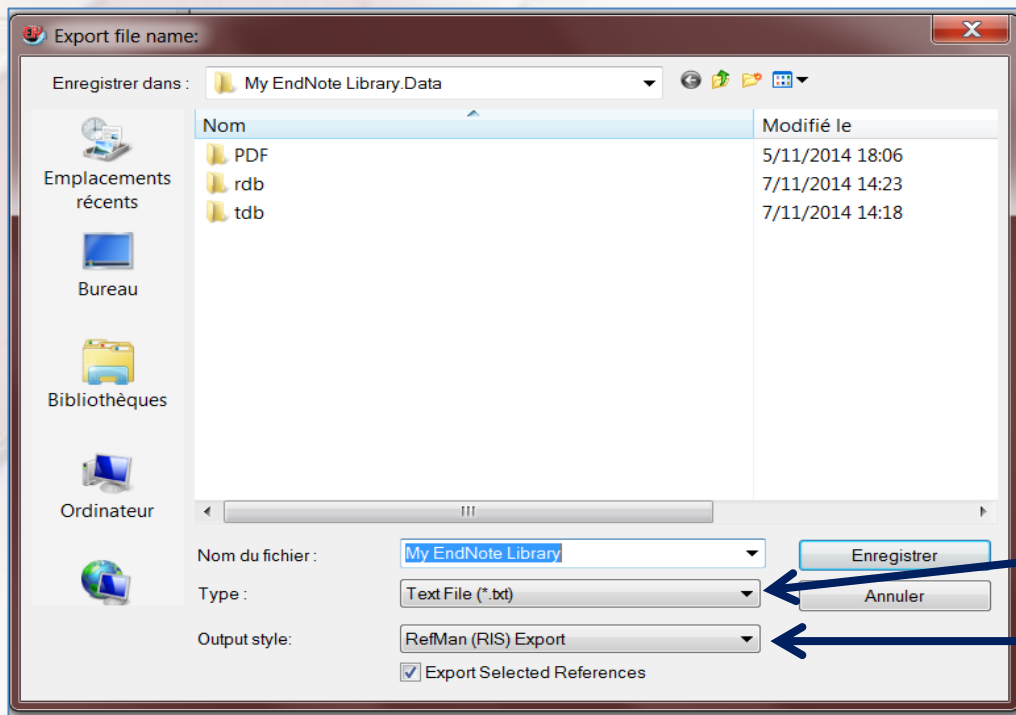 Export file name:
Enregistrer dans :
My EndNote Library.Data
Nom
Modifié le
PDF
5/11/2014 18:06
rdb
7/11/2014 14:23
tdb
7/11/2014 14:18
Emplacements
récents
Bureau
Bibliothèques
Ordinateur
Nom du fichier :
My EndNote Library
Enregistrer
Type :
Text File (*.txt)
Annuler
Output style:
RefMan (RIS) Export
Export Selected References